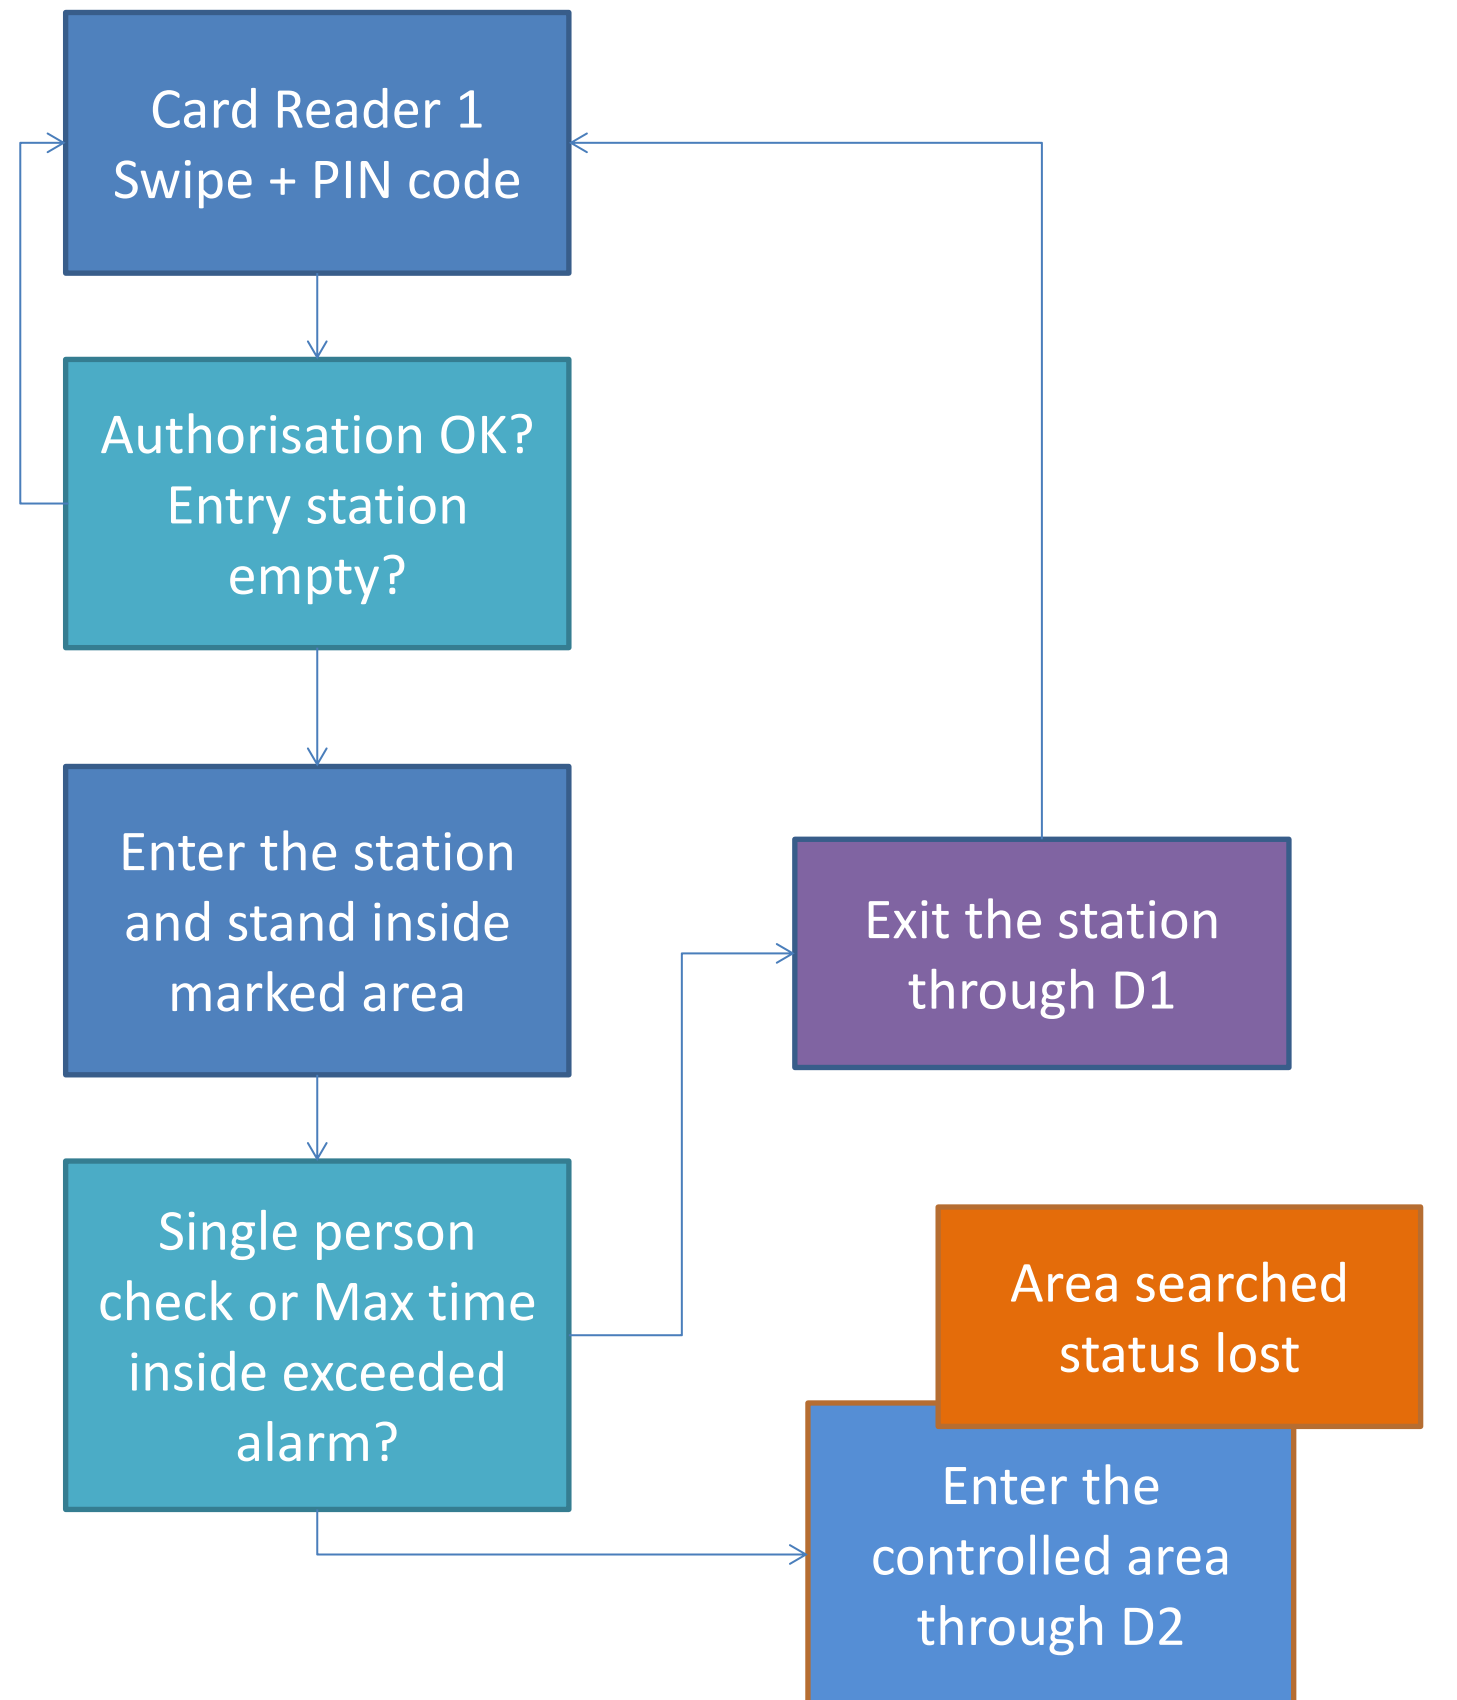 Card Reader 1
Swipe + PIN code
Authorisation OK?
Entry station
empty?
Enter the station
and stand inside
marked area
Exit the station
through D1
Single person
check or Max time
inside exceeded
alarm?
Area searched
status lost
Enter the
controlled area
through D2